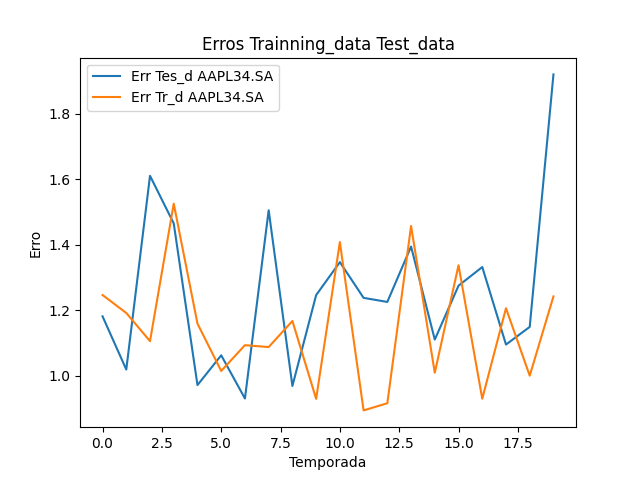 Erros Trainning_data Test_data
Err Tes_d AAPL34.SA
Err Tr_d AAPL34.SA
Erro
1.8
1.6
1.4
1.2
1.0
0.0 2.5 5.0 7.5 10.0 12.5 15.0 17.5
Temporada